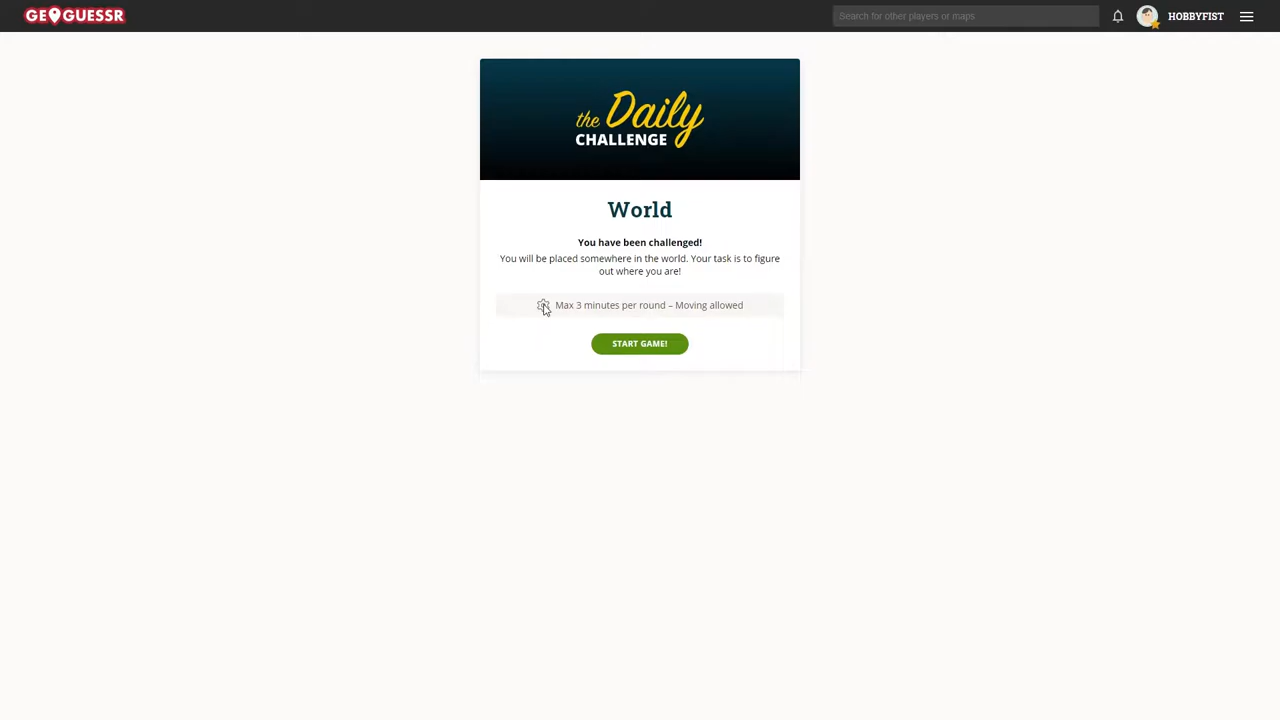 GEOGUESSR
Search for other players or maps
HOBBYFIST
the Daily
CHALLENGE
World
You have been challenged!
You will be placed somewhere in the world. Your task is to figure
out where you are!
Max 3 minutes per round – Moving allowed
START GAME!